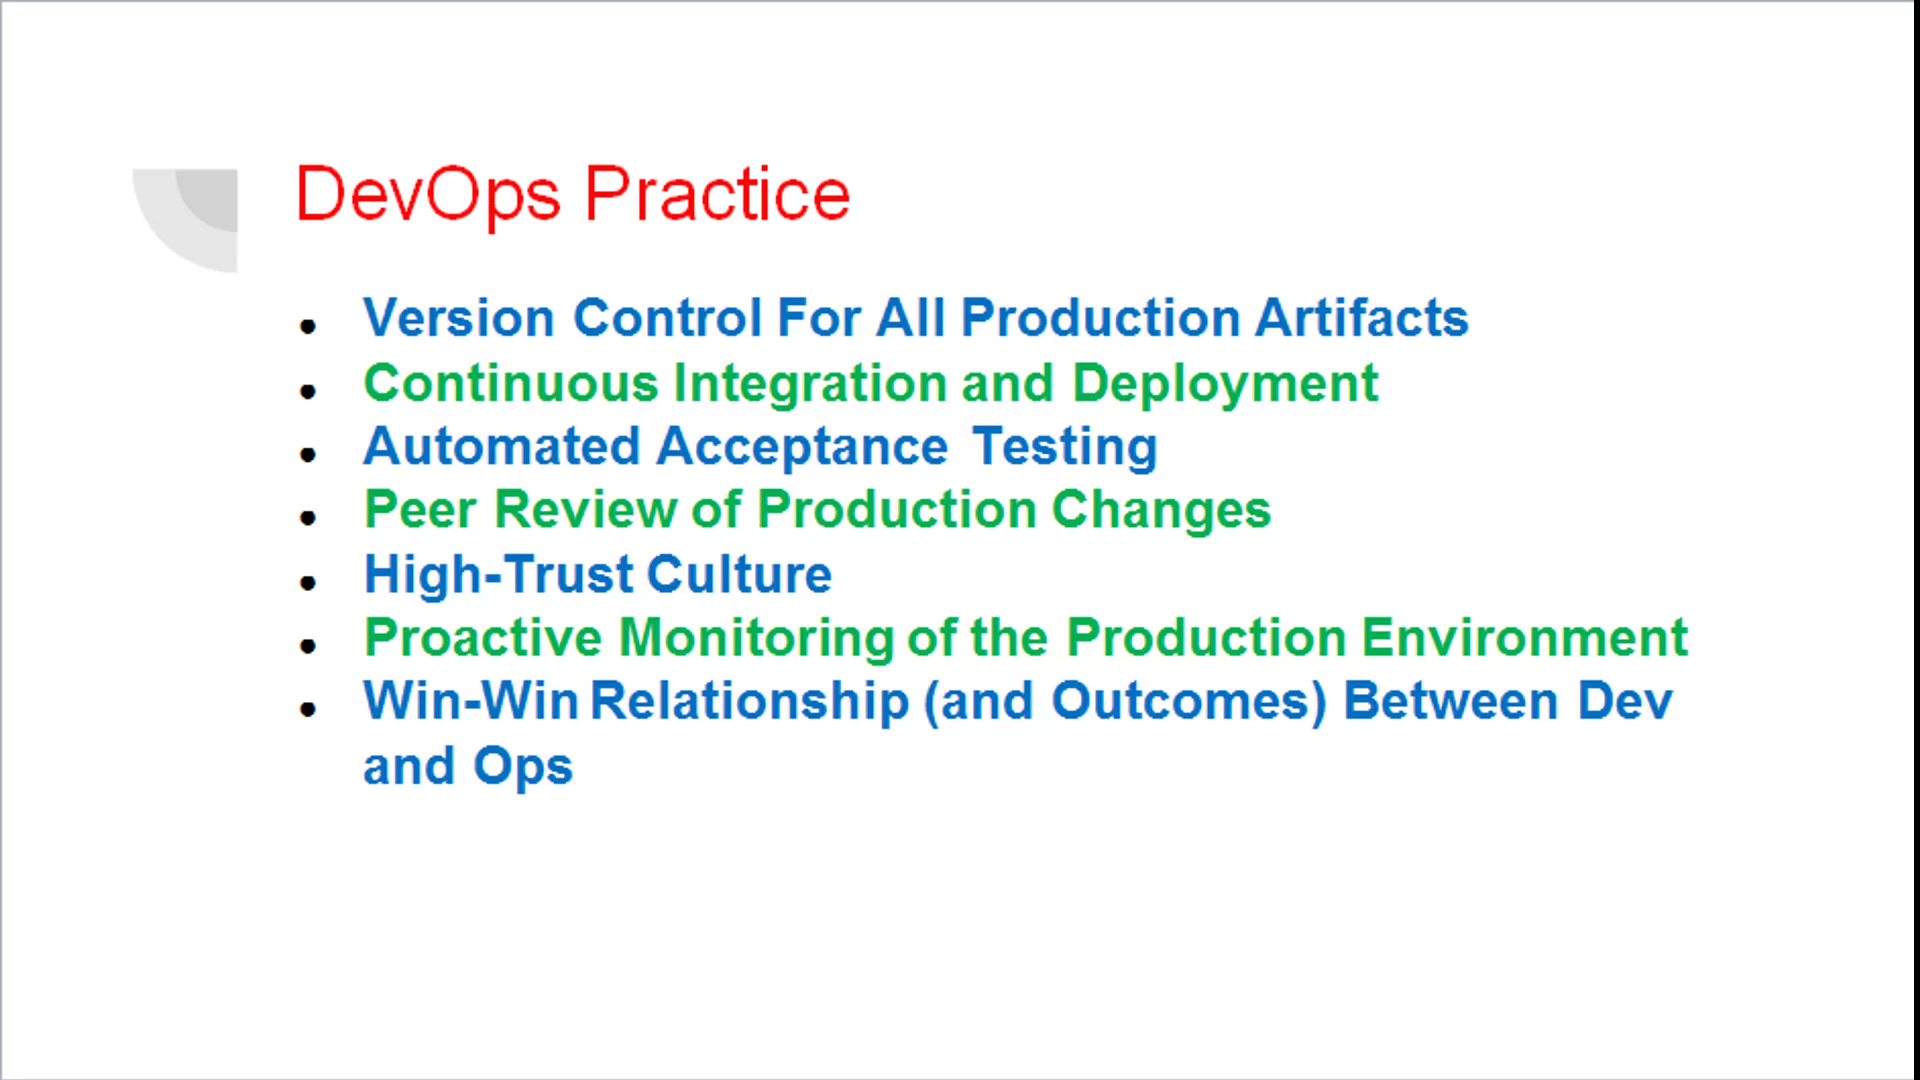 DevOps Practice
• Version Control For All Production Artifacts
• Continuous Integration and Deployment
• Automated Acceptance Testing
• Peer Review of Production Changes
• High-Trust Culture
• Proactive Monitoring of the Production Environment
• Win-Win Relationship (and Outcomes) Between Dev
and Ops